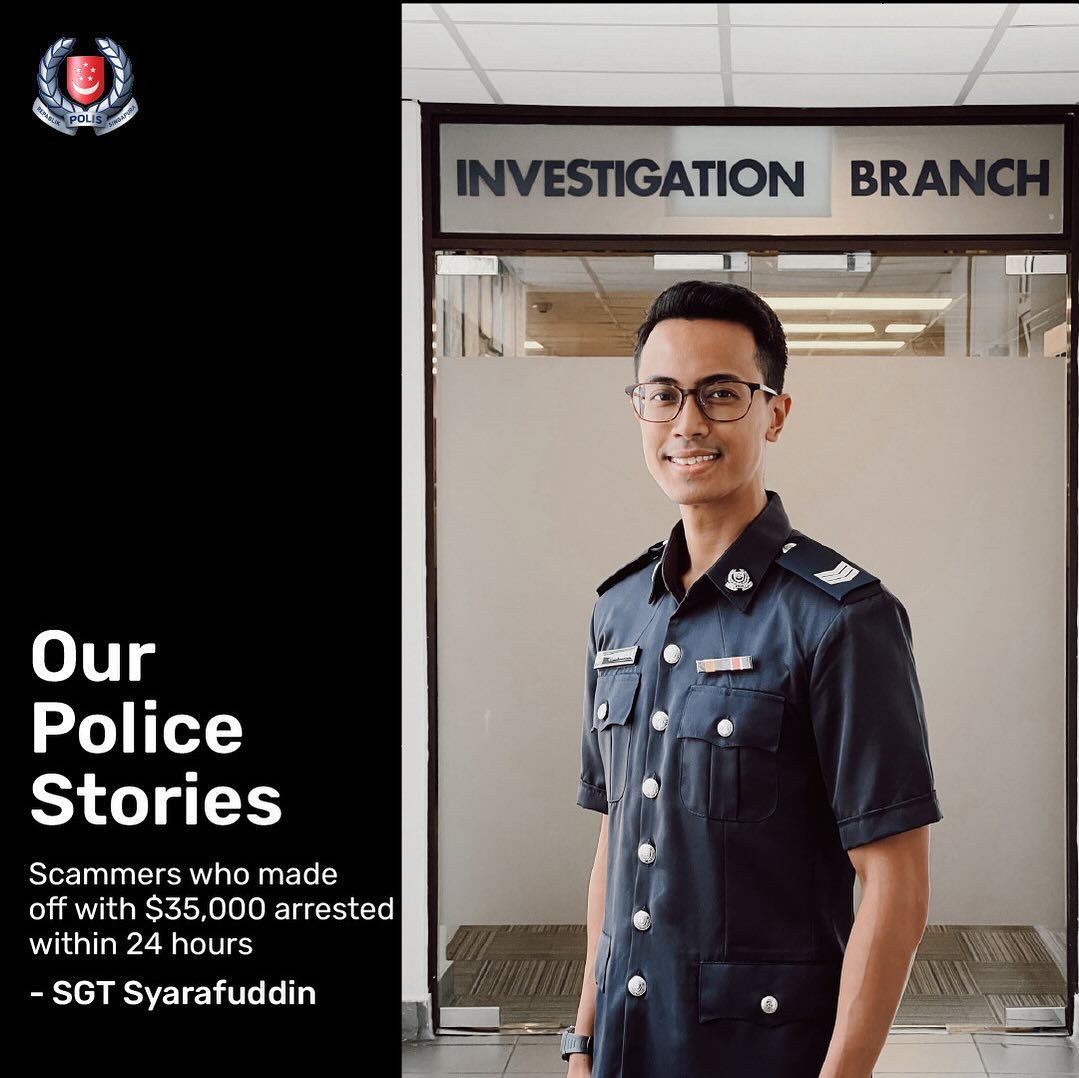 REPABLIK POLIS SINGAPURA
INVESTIGATION BRANCH
Our
Police
Stories
Scammers who made
off with $35,000 arrested
within 24 hours
- SGT Syarafuddin